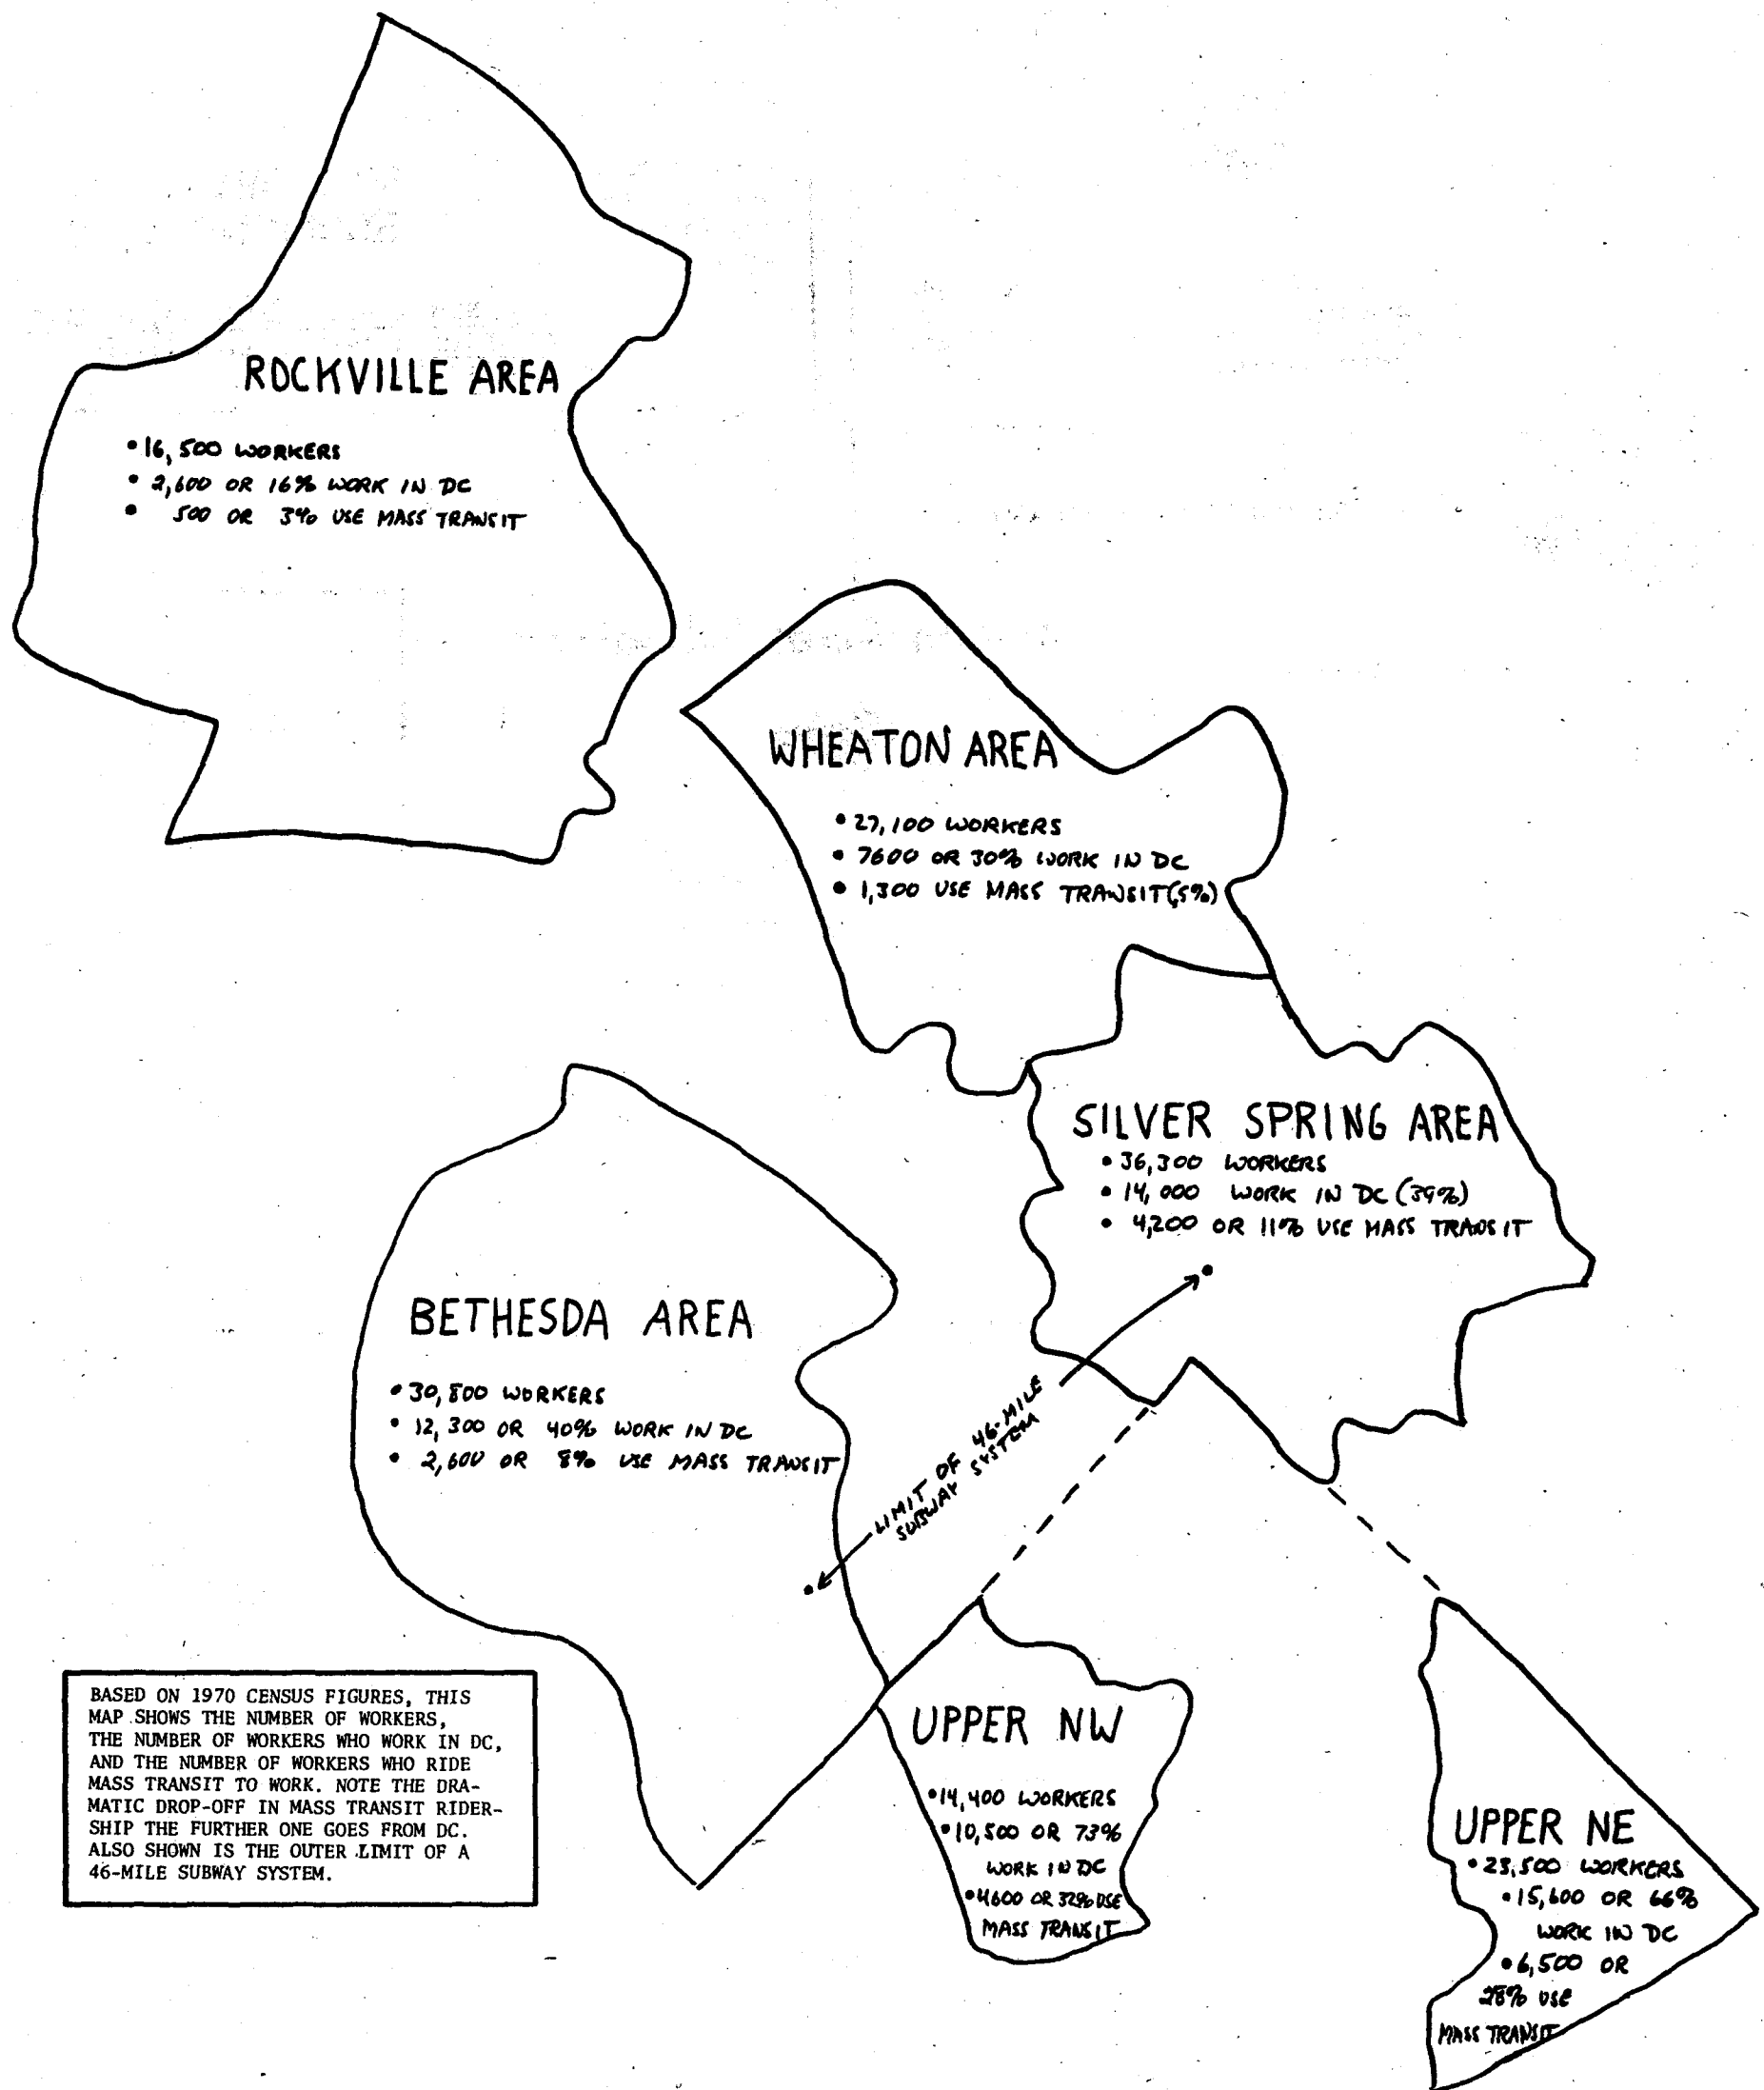 ROCKVILLE AREA
• 16,500 WORKERS
• 2,600 OR 16% WORK IN DC
• 500 OR 3% USE MASS TRANSIT
WHEATON AREA
• 27,100 WORKERS
• 7600 OR 30% WORK IN DC
• 1,300 USE MASS TRANSIT (5%)
SILVER SPRING AREA
• 36,300 WORKERS
• 14,000 WORK IN DC (39%)
• 4,200 OR 11% USE MASS TRANSIT
BETHESDA AREA
• 30,800 WORKERS
• 12,300 OR 40% WORK IN DC
• 2,600 OR 8% USE MASS TRANSIT
LIMIT OF 46-MILE
SUBWAY SYSTEM
BASED ON 1970 CENSUS FIGURES, THIS
MAP SHOWS THE NUMBER OF WORKERS,
THE NUMBER OF WORKERS WHO WORK IN DC,
AND THE NUMBER OF WORKERS WHO RIDE
MASS TRANSIT TO WORK. NOTE THE DRA-
MATIC DROP-OFF IN MASS TRANSIT RIDER-
SHIP THE FURTHER ONE GOES FROM DC.
ALSO SHOWN IS THE OUTER LIMIT OF A
46-MILE SUBWAY SYSTEM.
UPPER NW
• 14,400 WORKERS
• 10,500 OR 73%
WORK IN DC
• 4600 OR 32% USE
MASS TRANSIT
UPPER NE
• 23,500 WORKERS
• 15,600 OR 66%
WORK IN DC
• 6,500 OR
28% USE
MASS TRANSIT